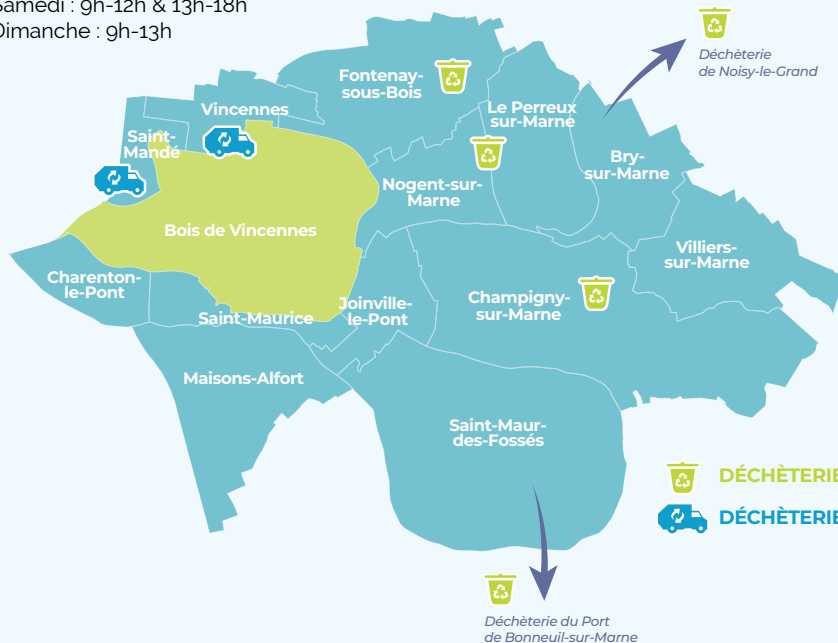 Samedi : 9h-12h & 13h-18h
Dimanche : 9h-13h
Déchèterie
de Noisy-le-Grand
Fontenay-
sous-Bois
Vincennes
Le Perreux
sur-Marne
Saint-
Mandé
Bry-
sur-Marne
Nogent-sur-
Marne
Bois de Vincennes
Villiers-
sur-Marne
Charenton-
le-Pont
Saint-Maurice
Joinville-
le-Pont
Champigny-
sur-Marne
Maisons-Alfort
Saint-Maur-
des-Fossés
DÉCHÈTERIE
DÉCHÈTERIE
Déchèterie du Port
de Bonneuil-sur-Marne